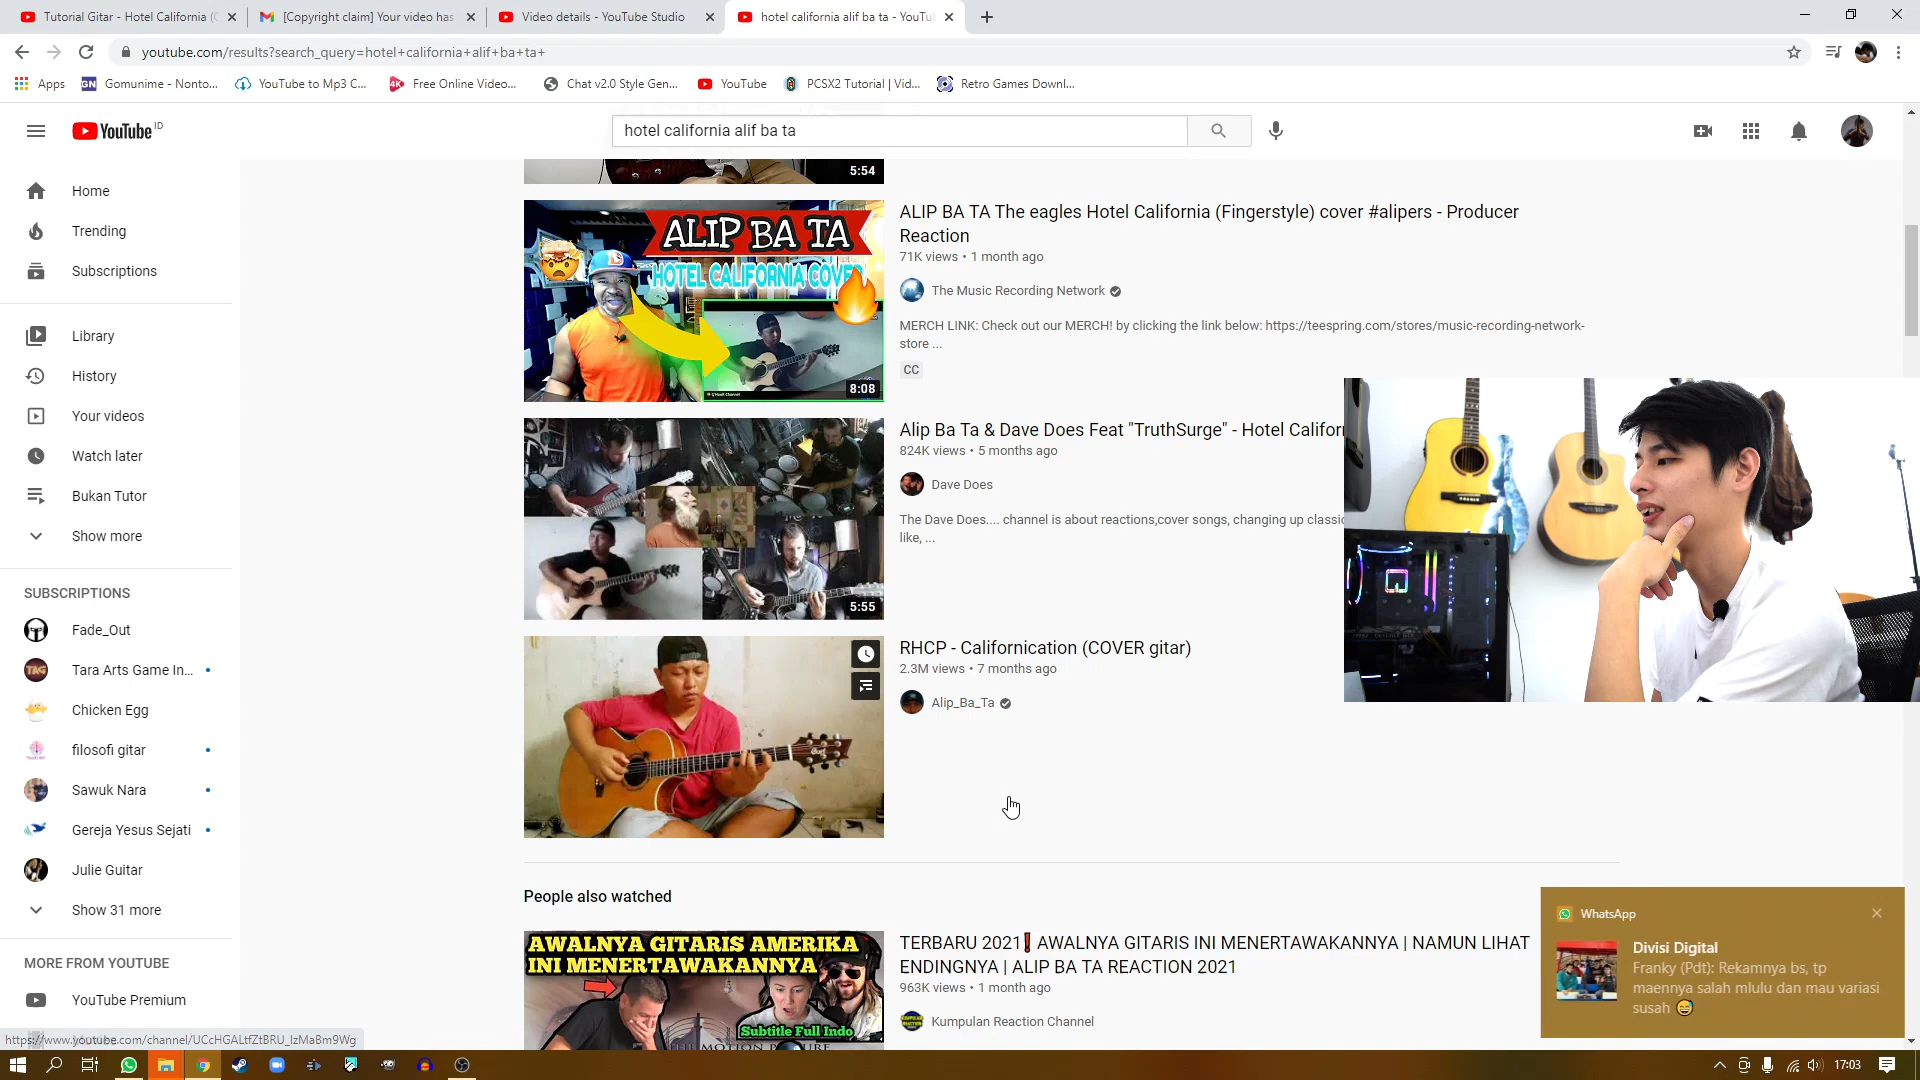 Tutorial Gitar - Hotel California (
[Copyright claim] Your video has
Video details - YouTube Studio
hotel california alif ba ta - YouTu
youtube.com/results?search_query=hotel+california+alif+ba+ta+
Apps
GN
Gomunime - Nonto...
YouTube to Mp3 C...
4K
Free Online Video...
Chat v2.0 Style Gen...
YouTube
PCSX2 Tutorial | Vid...
Retro Games Downl...
YouTube ID
hotel california alif ba ta
Home
Trending
Subscriptions
Library
History
Your videos
Watch later
Bukan Tutor
Show more
SUBSCRIPTIONS
Fade_Out
TAG
Tara Arts Game In...
Chicken Egg
filosofi gitar
Sawuk Nara
Gereja Yesus Sejati
Julie Guitar
Show 31 more
MORE FROM YOUTUBE
YouTube Premium
https://www.youtube.com/channel/UCcHGALtfZtBRU_IzMaBm9Wg
5:54
ALIP BA TA
HOTEL CALIFORNIA COVER
8:08
ALIP BA TA The eagles Hotel California (Fingerstyle) cover #alipers - Producer
Reaction
71K views • 1 month ago
The Music Recording Network
MERCH LINK: Check out our MERCH! by clicking the link below: https://teespring.com/stores/music-recording-network-
store ...
CC
5:55
Alip Ba Ta & Dave Does Feat "TruthSurge" - Hotel Califor
824K views • 5 months ago
Dave Does
The Dave Does.... channel is about reactions,cover songs, changing up classic
like, ...
RHCP - Californication (COVER gitar)
2.3M views • 7 months ago
Alip_Ba_Ta
People also watched
AWALNYA GITARIS AMERIKA
INI MENERTAWAKANNYA
Subtitle Full Indo
TERBARU 2021❗ AWALNYA GITARIS INI MENERTAWAKANNYA | NAMUN LIHAT
ENDINGNYA | ALIP BA TA REACTION 2021
963K views • 1 month ago
Kumpulan Reaction Channel
WhatsApp
Divisi Digital
Franky (Pdt): Rekamnya bs, tp
maennya salah mlulu dan mau variasi
susah 😅
17:03